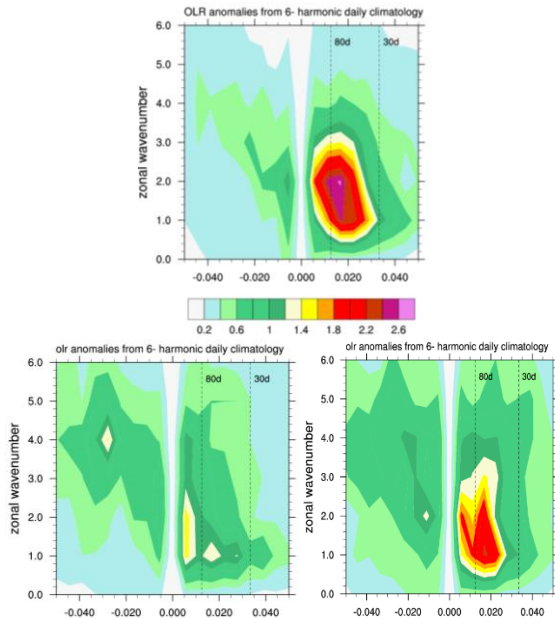 OLR anomalies from 6- harmonic daily climatology
6.0
80d
30d
5.0
4.0
zonal wavenumber
3.0
2.0
1.0
0.0
-0.040 -0.020 0.000 0.020 0.040
0.2 0.6 1 1.4 1.8 2.2 2.6
olr anomalies from 6- harmonic daily climatology
6.0
80d
30d
5.0
4.0
zonal wavenumber
3.0
2.0
1.0
0.0
-0.040 -0.020 0.000 0.020 0.040
olr anomalies from 6- harmonic daily climatology
6.0
80d
30d
5.0
4.0
zonal wavenumber
3.0
2.0
1.0
0.0
-0.040 -0.020 0.000 0.020 0.040